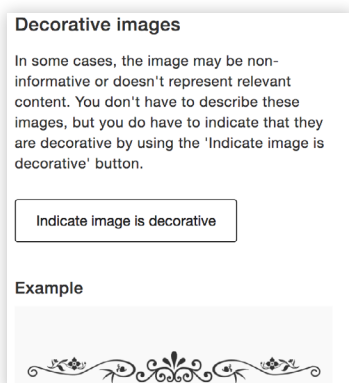 Decorative images
In some cases, the image may be non-
informative or doesn't represent relevant
content. You don't have to describe these
images, but you do have to indicate that they
are decorative by using the 'Indicate image is
decorative' button.
Indicate image is decorative
Example